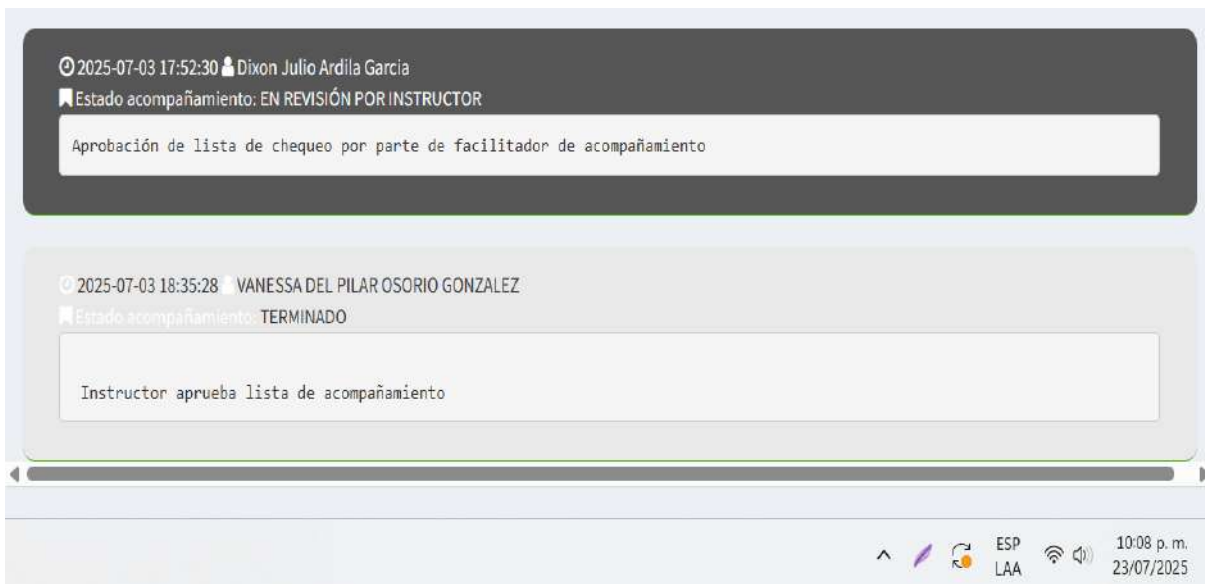 2025-07-03 17:52:30 Dixon Julio Ardila Garcia
Estado acompañamiento: EN REVISIÓN POR INSTRUCTOR
Aprobación de lista de chequeo por parte de facilitador de acompañamiento
2025-07-03 18:35:28 VANESSA DEL PILAR OSORIO GONZALEZ
Estado acompañamiento: TERMINADO
Instructor aprueba lista de acompañamiento
ESP
LAA
10:08 p. m.
23/07/2025